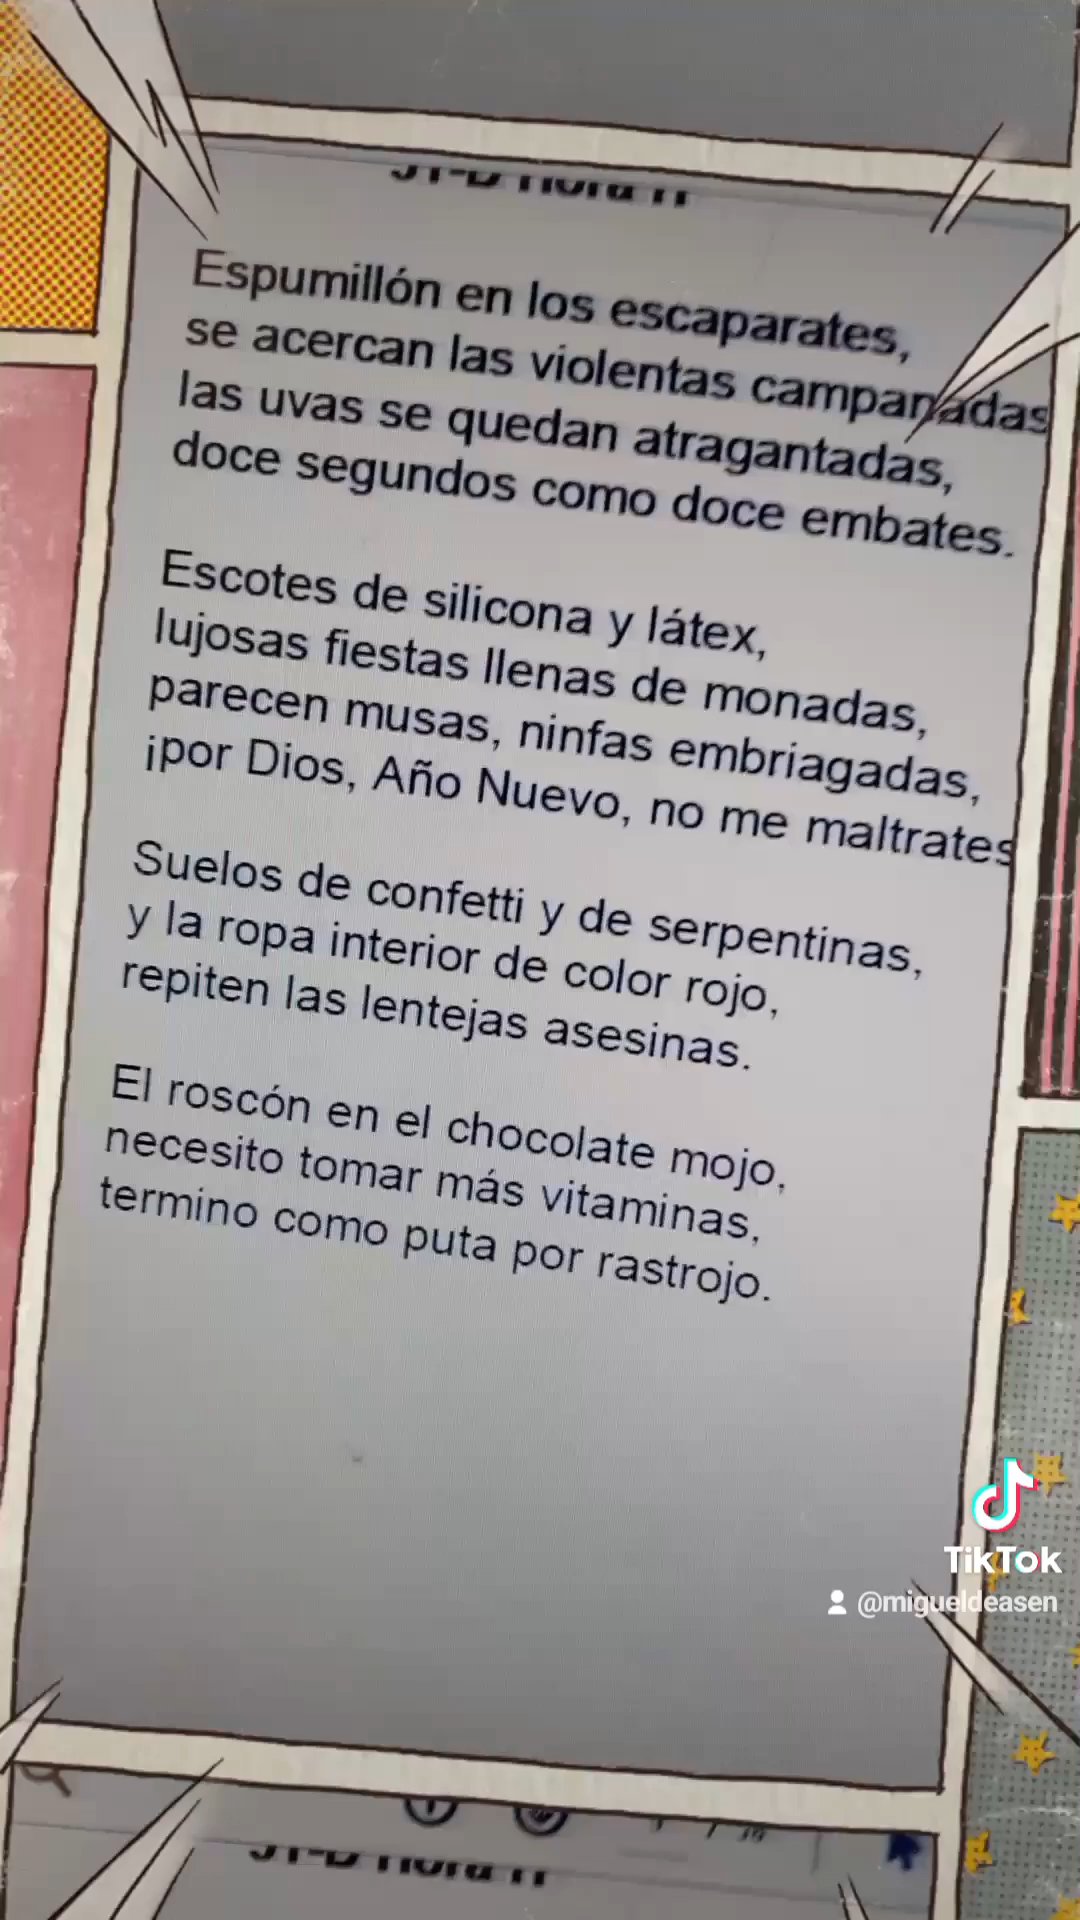 Espumillón en los escaparates,
se acercan las violentas campanadas
las uvas se quedan atragantadas,
doce segundos como doce embates.
Escotes de silicona y látex,
lujosas fiestas llenas de monadas,
parecen musas, ninfas embriagadas,
¡por Dios, Año Nuevo, no me maltrates
Suelos de confetti y de serpentinas,
y la ropa interior de color rojo,
repiten las lentejas asesinas.
El roscón en el chocolate mojo,
necesito tomar más vitaminas,
termino como puta por rastrojo.
TikTok
@migueldeasen